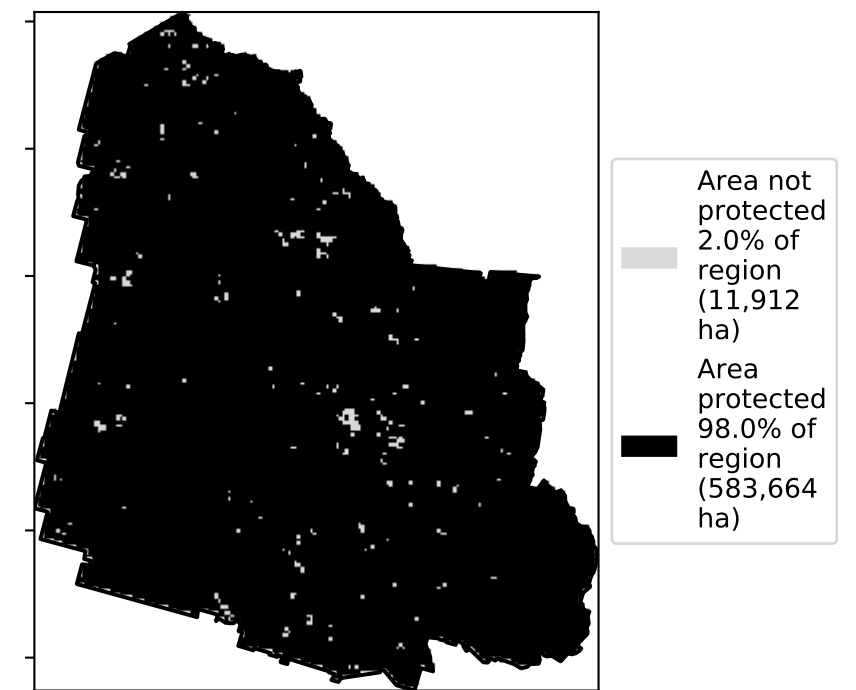 Area not
protected
2.0% of
region
(11,912
ha)
Area
protected
98.0% of
region
(583,664
ha)